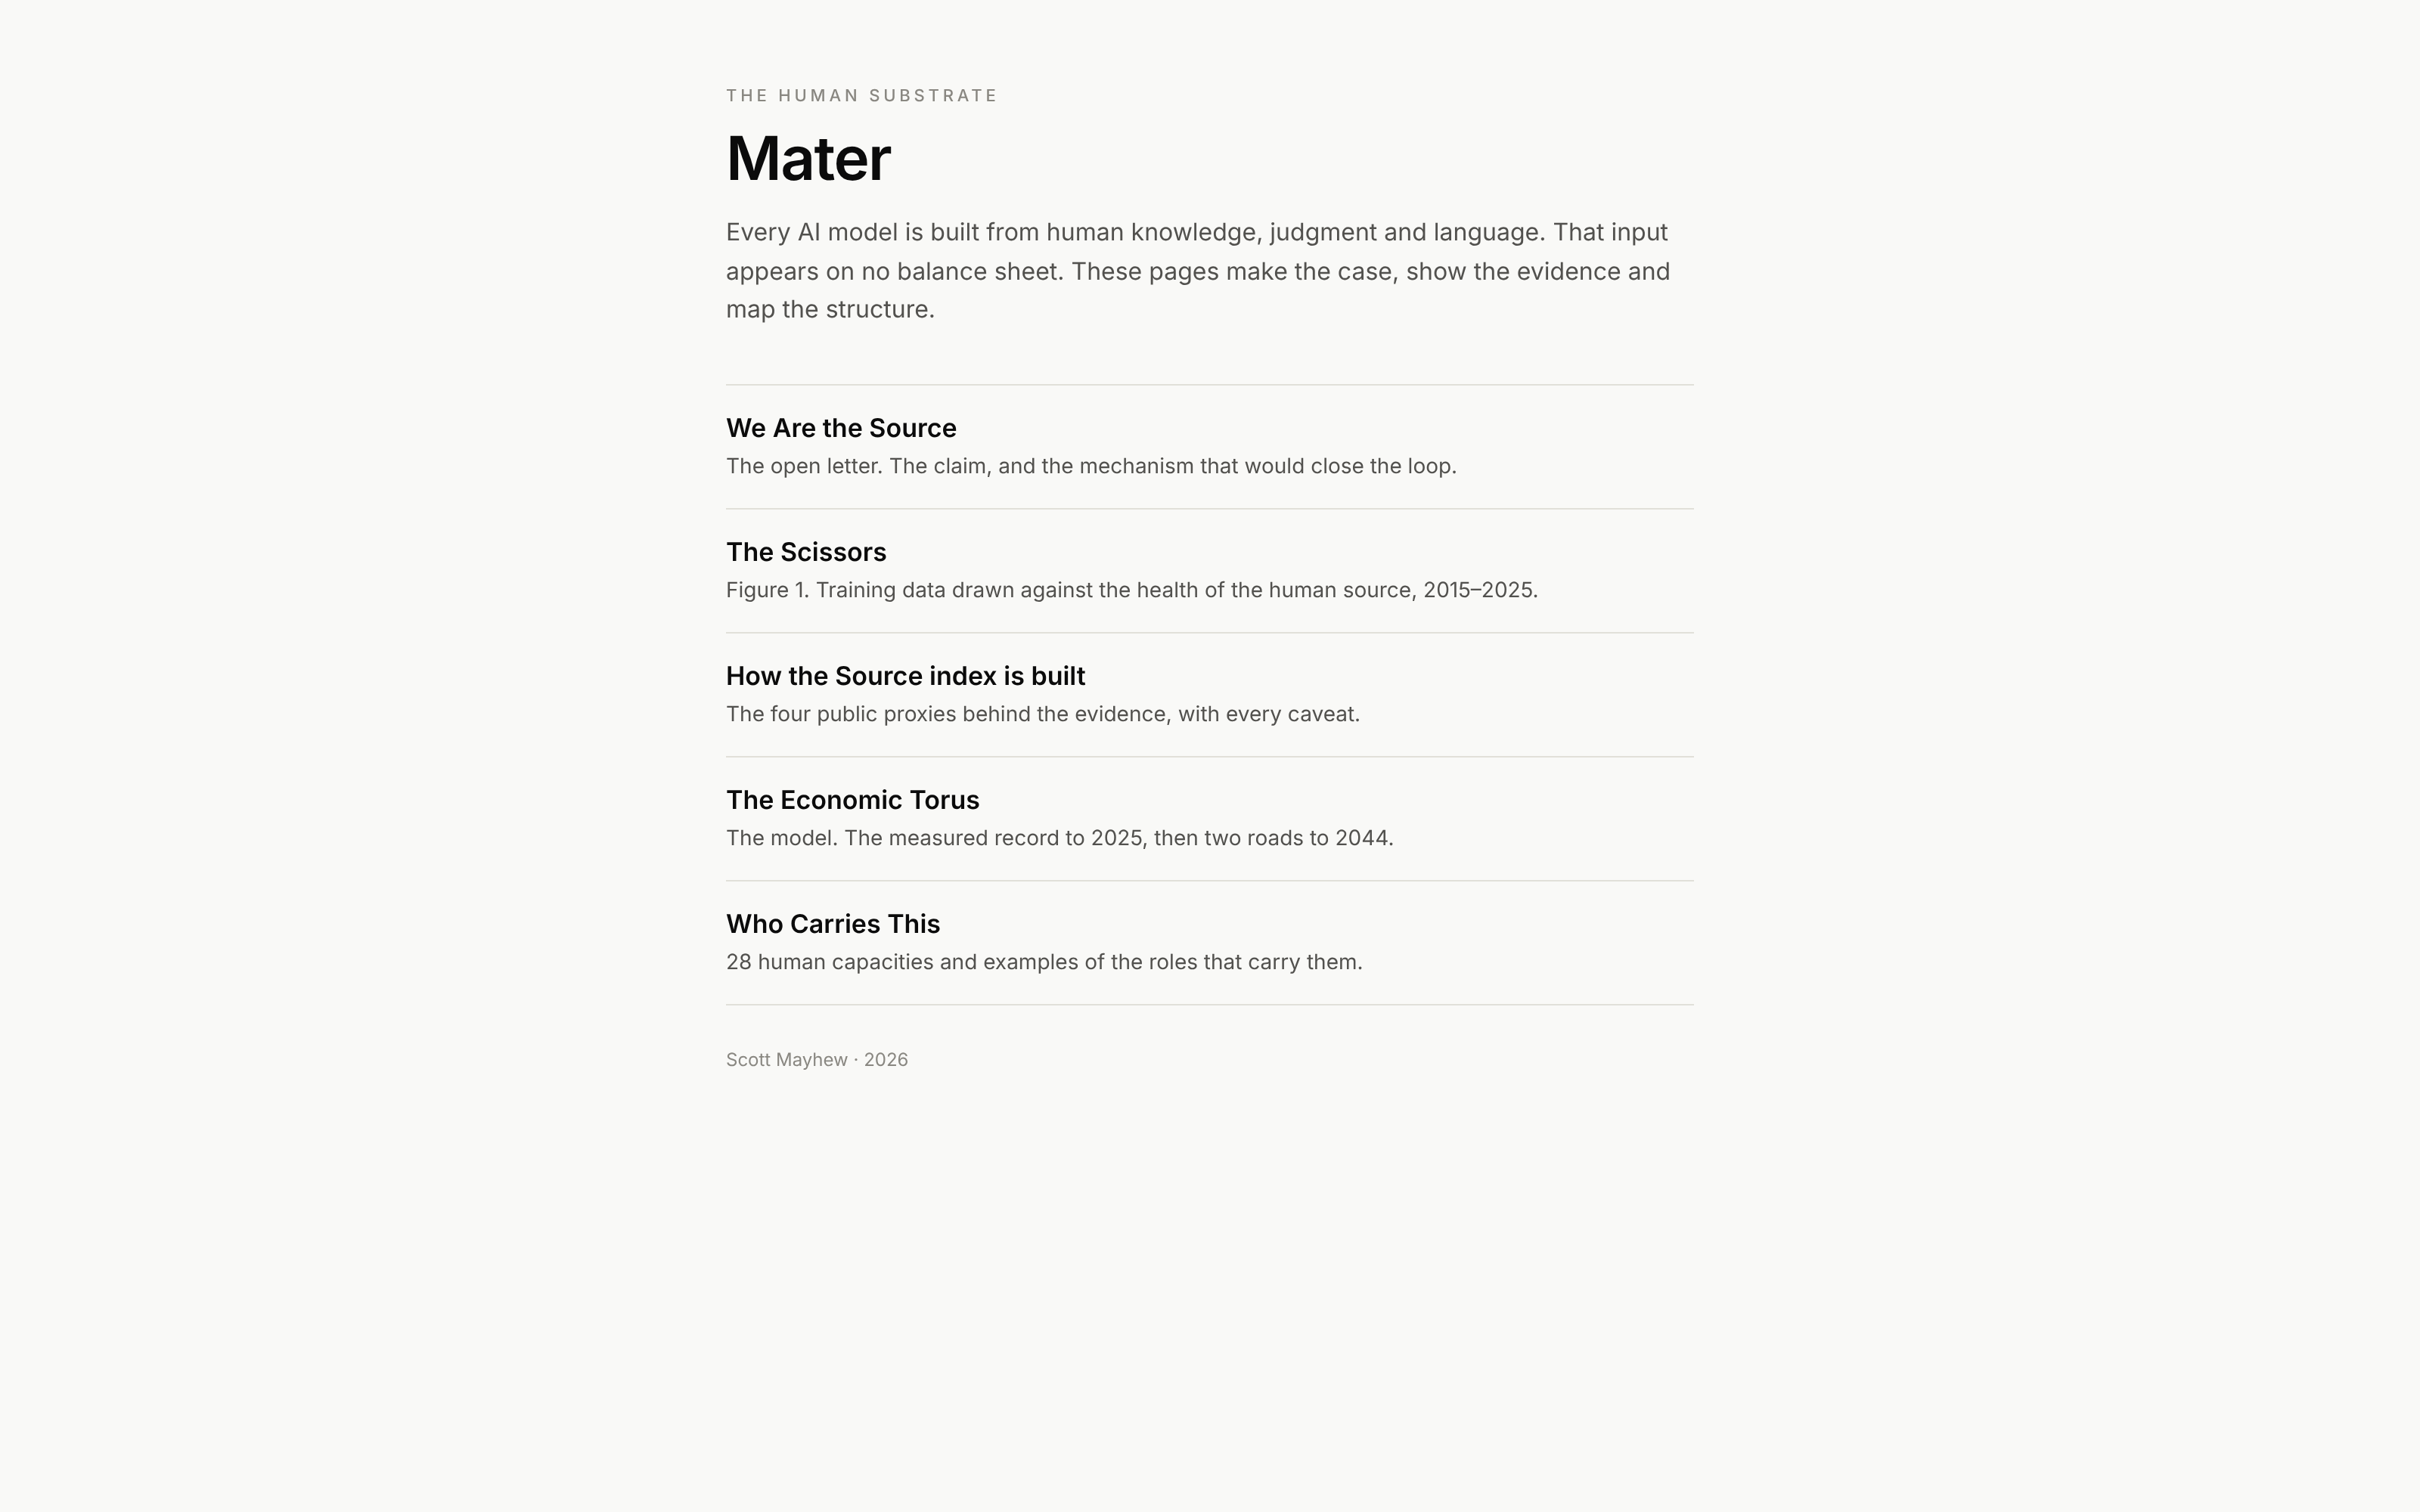 THE HUMAN SUBSTRATE
Mater
Every AI model is built from human knowledge, judgment and language. That input
appears on no balance sheet. These pages make the case, show the evidence and
map the structure.
We Are the Source
The open letter. The claim, and the mechanism that would close the loop.
The Scissors
Figure 1. Training data drawn against the health of the human source, 2015–2025.
How the Source index is built
The four public proxies behind the evidence, with every caveat.
The Economic Torus
The model. The measured record to 2025, then two roads to 2044.
Who Carries This
28 human capacities and examples of the roles that carry them.
Scott Mayhew · 2026